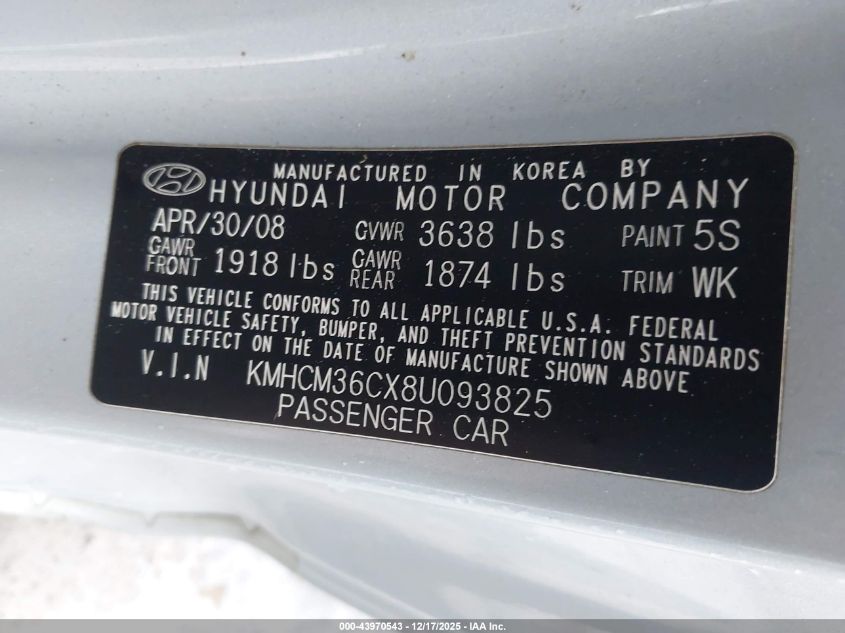 MANUFACTURED IN KOREA BY
HYUNDAI MOTOR COMPANY
APR/30/08 GVWR 3638 lbs PAINT 5S
GAWR FRONT 1918 lbs GAWR REAR 1874 lbs TRIM WK
THIS VEHICLE CONFORMS TO ALL APPLICABLE U.S.A. FEDERAL
MOTOR VEHICLE SAFETY, BUMPER, AND THEFT PREVENTION STANDARDS
IN EFFECT ON THE DATE OF MANUFACTURE SHOWN ABOVE
V.I.N KMHCM36CX8U093825
PASSENGER CAR
000-43970543 - 12/17/2025 - IAA Inc.